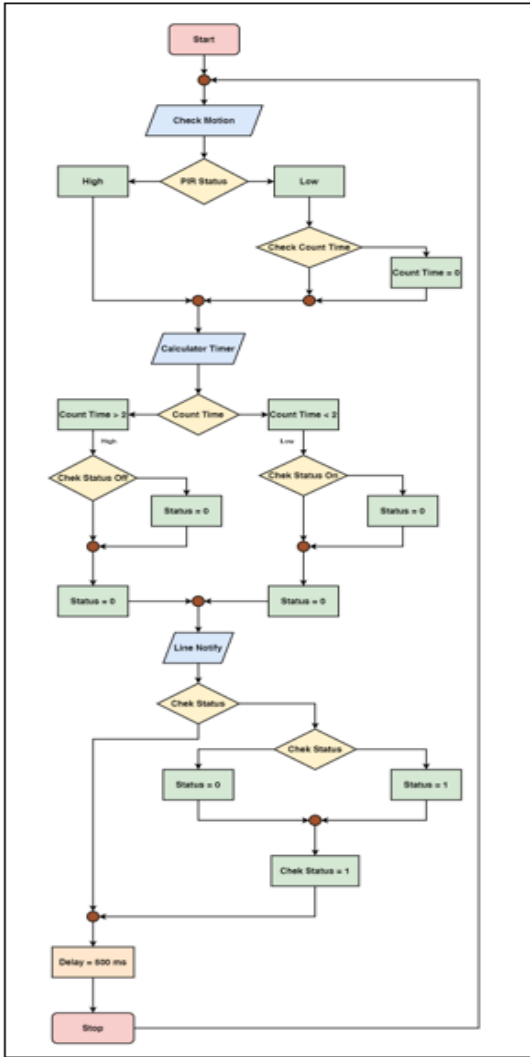 Start
Check Motion
High
PIR Status
Low
Check Count Time
Count Time = 0
Calculator Timer
Count Time > 2
Count Time
Count Time < 2
High
Low
Chek Status Off
Chek Status On
Status = 0
Status = 0
Status = 0
Status = 0
Line Notify
Chek Status
Chek Status
Status = 0
Status = 1
Chek Status = 1
Delay = 500 ms
Stop